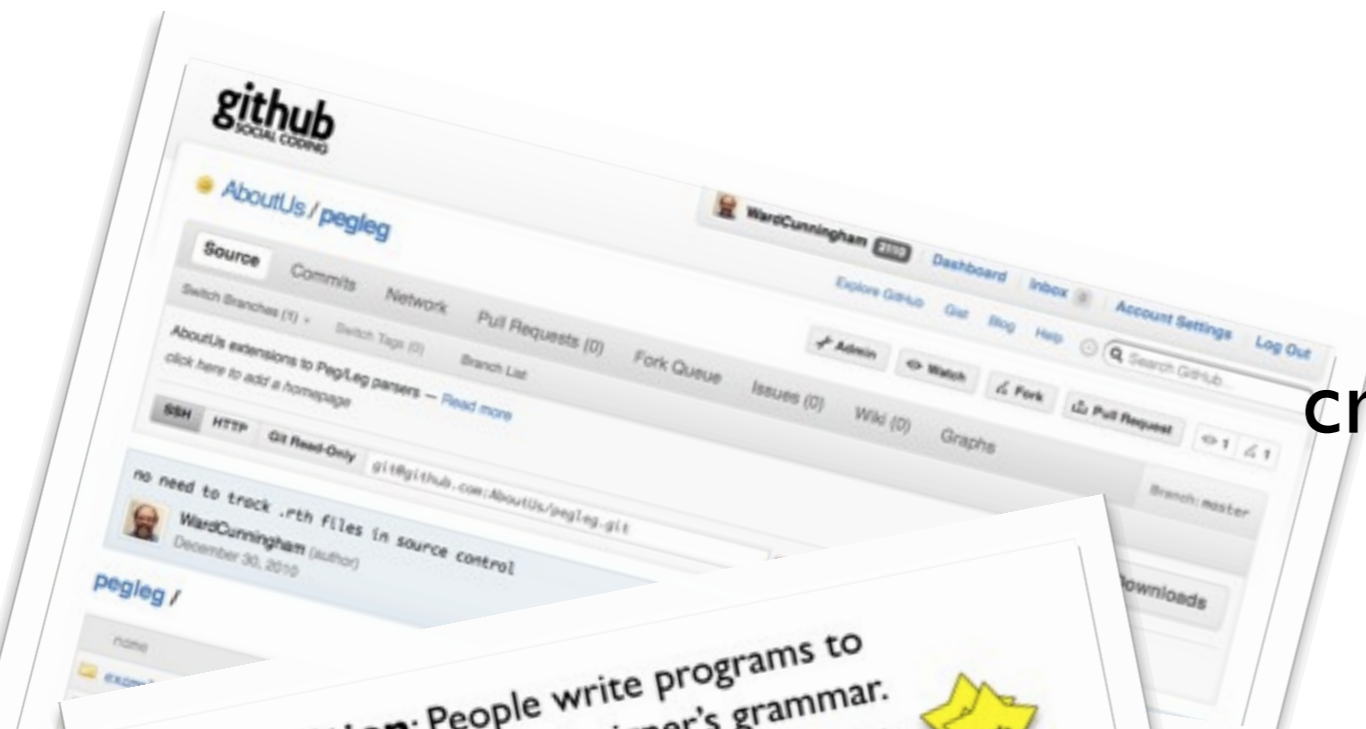 github
SOCIAL CODING
AboutUs / pegleg
WardCunningham Dashboard Inbox Account Settings Log Out
Explore GitHub Gist Blog Help Search GitHub...
Source Commits Network Pull Requests (0) Fork Queue Issues (0) Wiki (0) Graphs Branch: master
Admin Watch Fork Pull Request 1 1
Switch Branches (1) Switch Tags (0) Branch List
AboutUs extensions to Peg/Leg parsers — Read more
click here to add a homepage
SSH HTTP Git Read-Only git@github.com:AboutUs/pegleg.git
no need to track .rth files in source control
WardCunningham (author)
December 30, 2010
pegleg /
name
People write programs to
grammar.